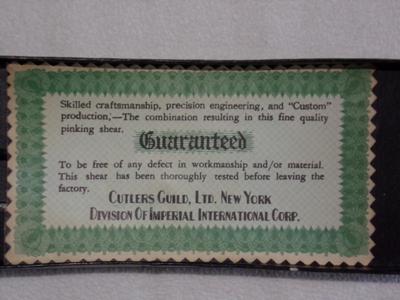 Skilled craftsmanship, precision engineering, and "Custom"
production,—The combination resulting in this fine quality
pinking shear.
Guaranteed
To be free of any defect in workmanship and/or material.
This shear has been thoroughly tested before leaving the
factory.
CUTLERS GUILD, LTD. NEW YORK
DIVISION OF IMPERIAL INTERNATIONAL CORP.